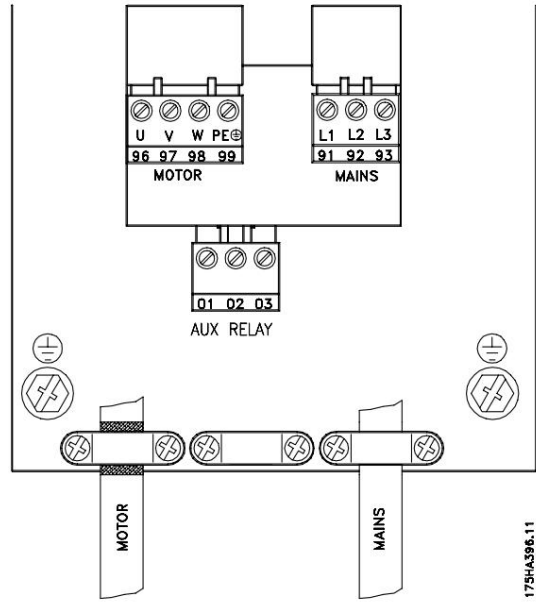 U V W PE
96 97 98 99
MOTOR
L1 L2 L3
91 92 93
MAINS
01 02 03
AUX RELAY
MOTOR
MAINS
175HA396.11